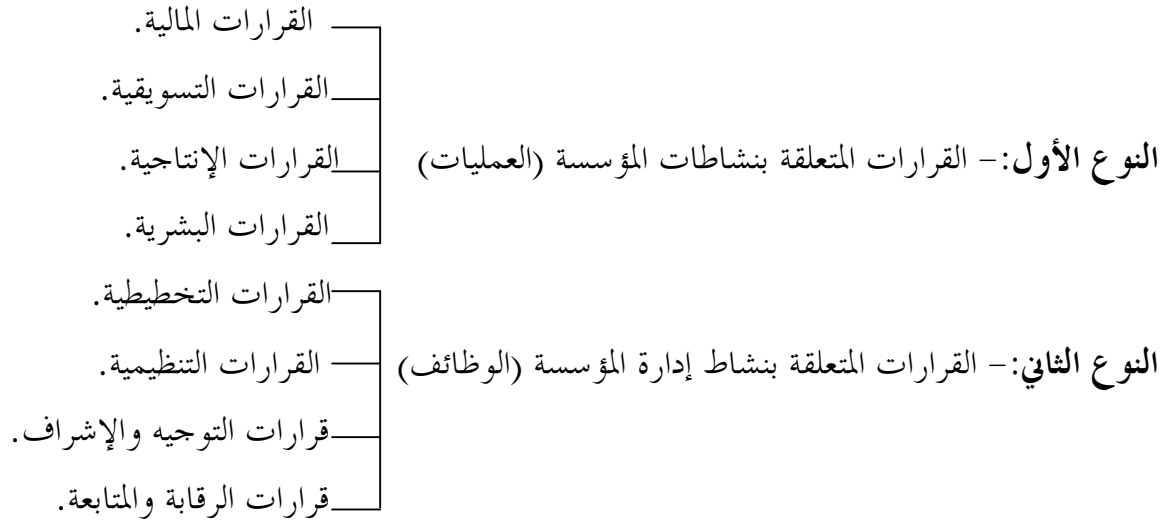 القرارات المالية.
القرارات التسويقية.
النوع الأول:- القرارات المتعلقة بنشاطات المؤسسة (العمليات) القرارات الإنتاجية.
القرارات البشرية.
القرارات التخطيطية.
النوع الثاني:- القرارات المتعلقة بنشاط إدارة المؤسسة (الوظائف) القرارات التنظيمية.
قرارات التوجيه والإشراف.
قرارات الرقابة والمتابعة.